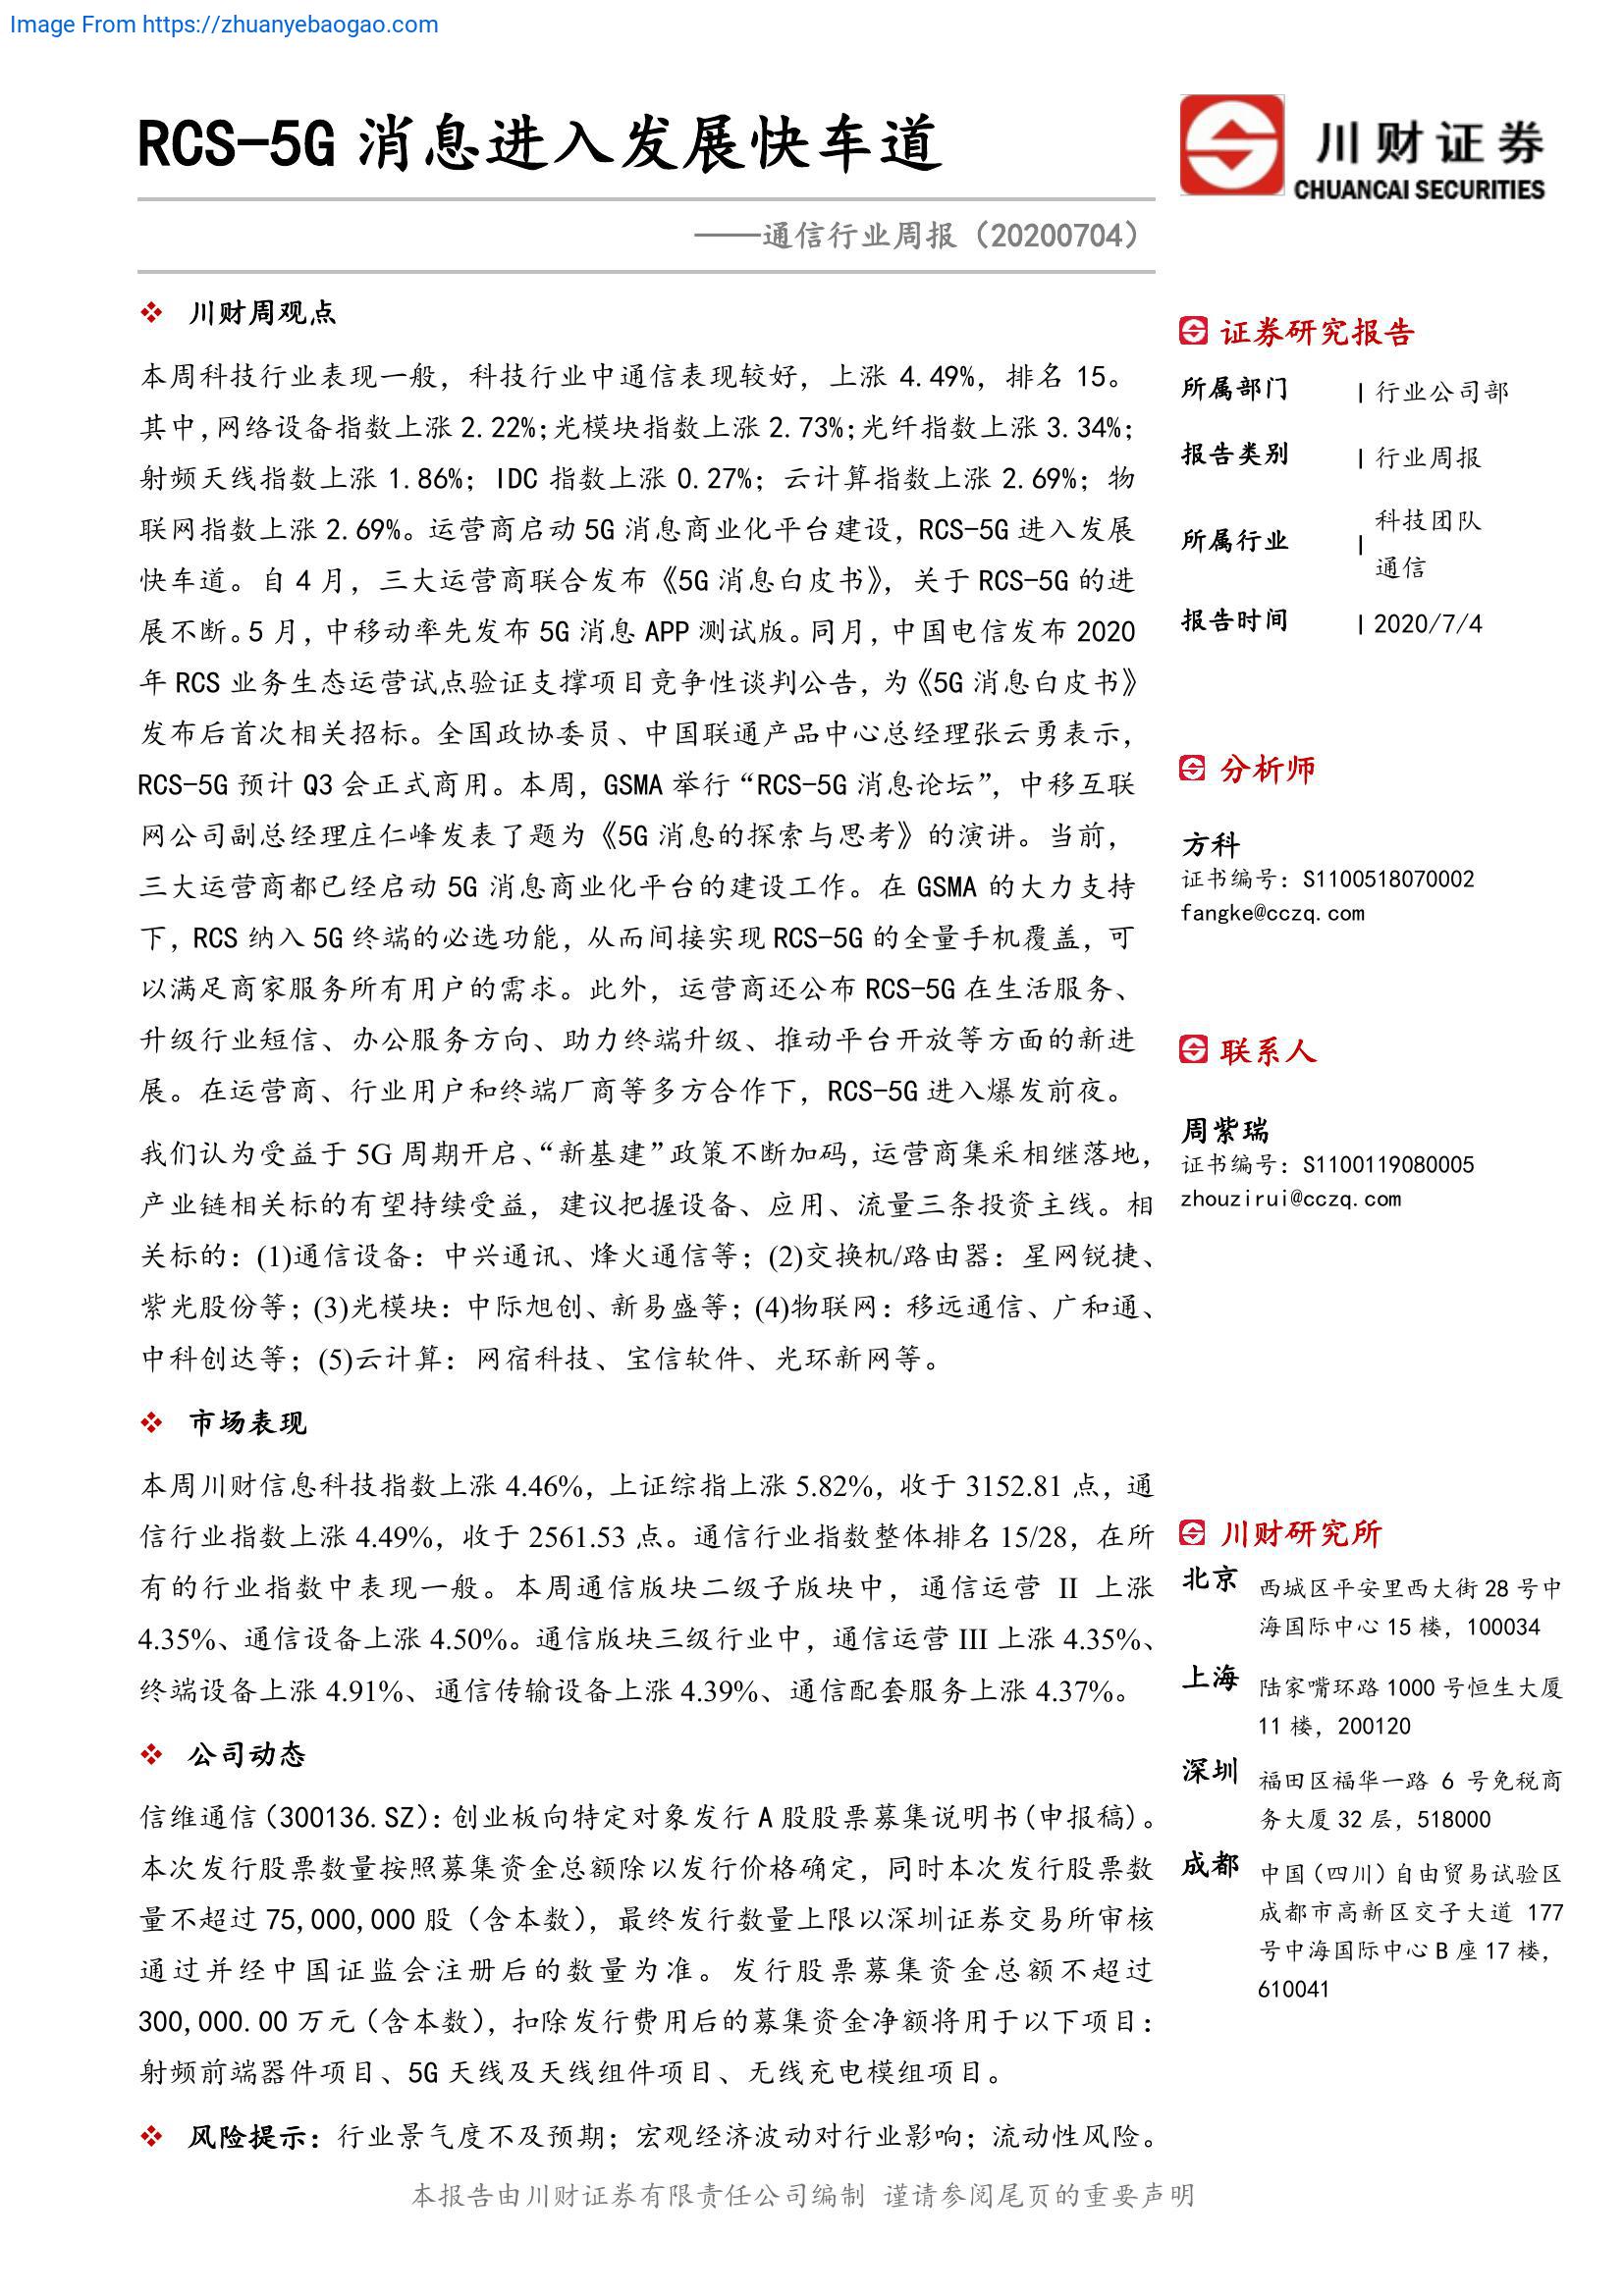 Image From https://zhuanyebaogao.com
RCS-5G 消息进入发展快车道
川财证券
CHUANCAI SECURITIES
——通信行业周报（20200704）
川财周观点
本周科技行业表现一般，科技行业中通信表现较好，上涨 4.49%，排名 15。
其中，网络设备指数上涨 2.22%；光模块指数上涨 2.73%；光纤指数上涨 3.34%；
射频天线指数上涨 1.86%；IDC 指数上涨 0.27%；云计算指数上涨 2.69%；物
联网指数上涨 2.69%。运营商启动 5G 消息商业化平台建设，RCS-5G 进入发展
快车道。自 4 月，三大运营商联合发布《5G 消息白皮书》，关于 RCS-5G 的进
展不断。5 月，中移动率先发布 5G 消息 APP 测试版。同月，中国电信发布 2020
年 RCS 业务生态运营试点验证支撑项目竞争性谈判公告，为《5G 消息白皮书》
发布后首次相关招标。全国政协委员、中国联通产品中心总经理张云勇表示，
RCS-5G 预计 Q3 会正式商用。本周，GSMA 举行“RCS-5G 消息论坛”，中移互联
网公司副总经理庄仁峰发表了题为《5G 消息的探索与思考》的演讲。当前，
三大运营商都已经启动 5G 消息商业化平台的建设工作。在 GSMA 的大力支持
下，RCS 纳入 5G 终端的必选功能，从而间接实现 RCS-5G 的全量手机覆盖，可
以满足商家服务所有用户的需求。此外，运营商还公布 RCS-5G 在生活服务、
升级行业短信、办公服务方向、助力终端升级、推动平台开放等方面的新进
展。在运营商、行业用户和终端厂商等多方合作下，RCS-5G 进入爆发前夜。
我们认为受益于 5G 周期开启、“新基建”政策不断加码，运营商集采相继落地，
产业链相关标的有望持续受益，建议把握设备、应用、流量三条投资主线。相
关标的：(1)通信设备：中兴通讯、烽火通信等；(2)交换机/路由器：星网锐捷、
紫光股份等；(3)光模块：中际旭创、新易盛等；(4)物联网：移远通信、广和通、
中科创达等；(5)云计算：网宿科技、宝信软件、光环新网等。
市场表现
本周川财信息科技指数上涨 4.46%，上证综指上涨 5.82%，收于 3152.81 点，通
信行业指数上涨 4.49%，收于 2561.53 点。通信行业指数整体排名 15/28，在所
有的行业指数中表现一般。本周通信版块二级子版块中，通信运营 II 上涨
4.35%、通信设备上涨 4.50%。通信版块三级行业中，通信运营 III 上涨 4.35%、
终端设备上涨 4.91%、通信传输设备上涨 4.39%、通信配套服务上涨 4.37%。
公司动态
信维通信（300136.SZ）：创业板向特定对象发行 A 股股票募集说明书（申报稿）。
本次发行股票数量按照募集资金总额除以发行价格确定，同时本次发行股票数
量不超过 75,000,000 股（含本数），最终发行数量上限以深圳证券交易所审核
通过并经中国证监会注册后的数量为准。发行股票募集资金总额不超过
300,000.00 万元（含本数），扣除发行费用后的募集资金净额将用于以下项目：
射频前端器件项目、5G 天线及天线组件项目、无线充电模组项目。
风险提示：行业景气度不及预期；宏观经济波动对行业影响；流动性风险。
证券研究报告
所属部门 | 行业公司部
报告类别 | 行业周报
所属行业 | 科技团队
通信
报告时间 | 2020/7/4
分析师
方科
证书编号：S1100518070002
fangke@cczq.com
联系人
周紫瑞
证书编号：S1100119080005
zhouzirui@cczq.com
川财研究所
北京 西城区平安里西大街 28 号中
海国际中心 15 楼，100034
上海 陆家嘴环路 1000 号恒生大厦
11 楼，200120
深圳 福田区福华一路 6 号免税商
务大厦 32 层，518000
成都 中国（四川）自由贸易试验区
成都市高新区交子大道 177
号中海国际中心 B 座 17 楼，
610041
本报告由川财证券有限责任公司编制 谨请参阅尾页的重要声明